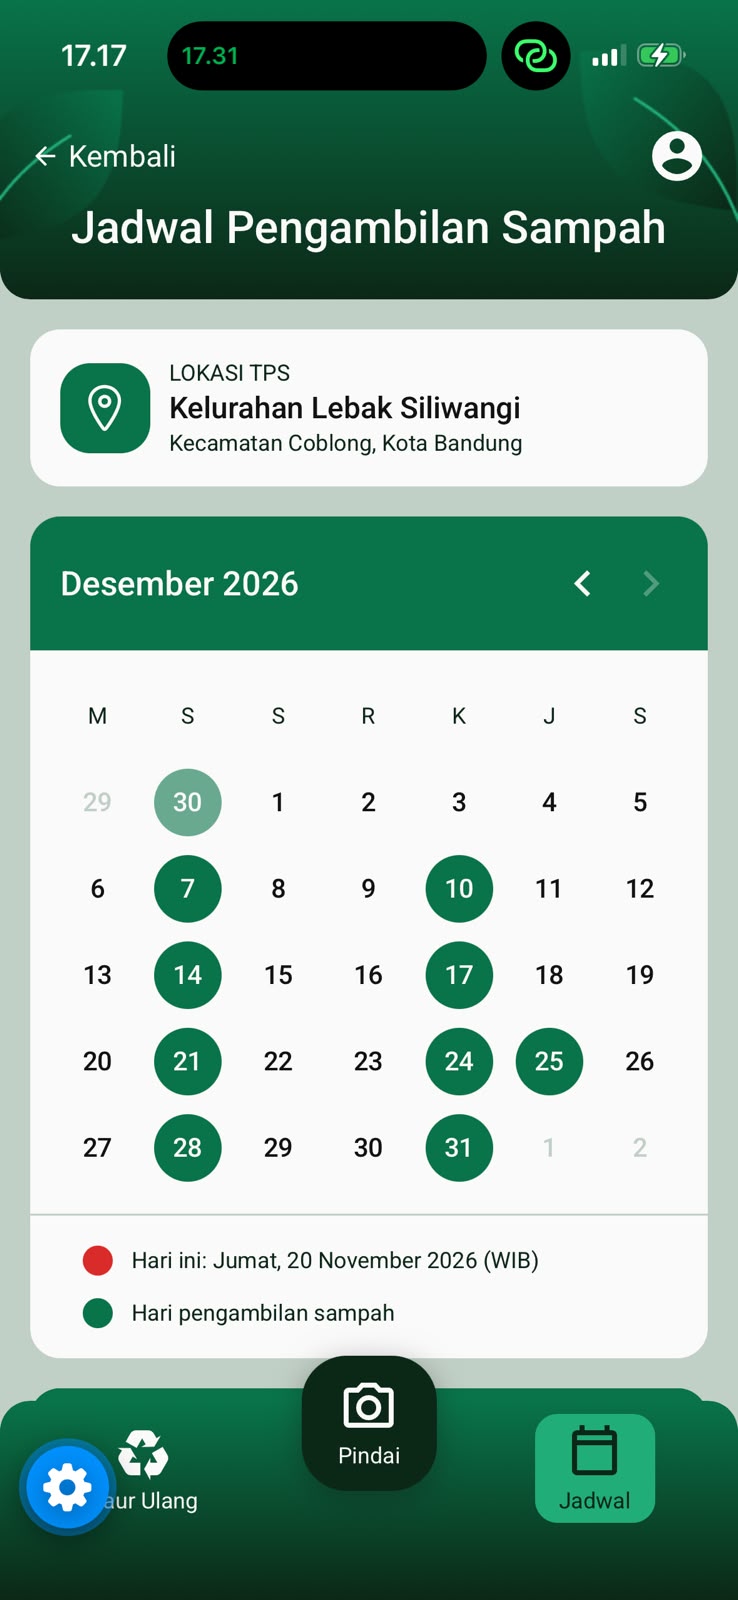 17.17
17.31
Kembali
Jadwal Pengambilan Sampah
LOKASI TPS
Kelurahan Lebak Siliwangi
Kecamatan Coblong, Kota Bandung
Desember 2026
M S S R K J S
29 30 1 2 3 4 5
6 7 8 9 10 11 12
13 14 15 16 17 18 19
20 21 22 23 24 25 26
27 28 29 30 31 1 2
Hari ini: Jumat, 20 November 2026 (WIB)
Hari pengambilan sampah
Pindai
aur Ulang
Jadwal